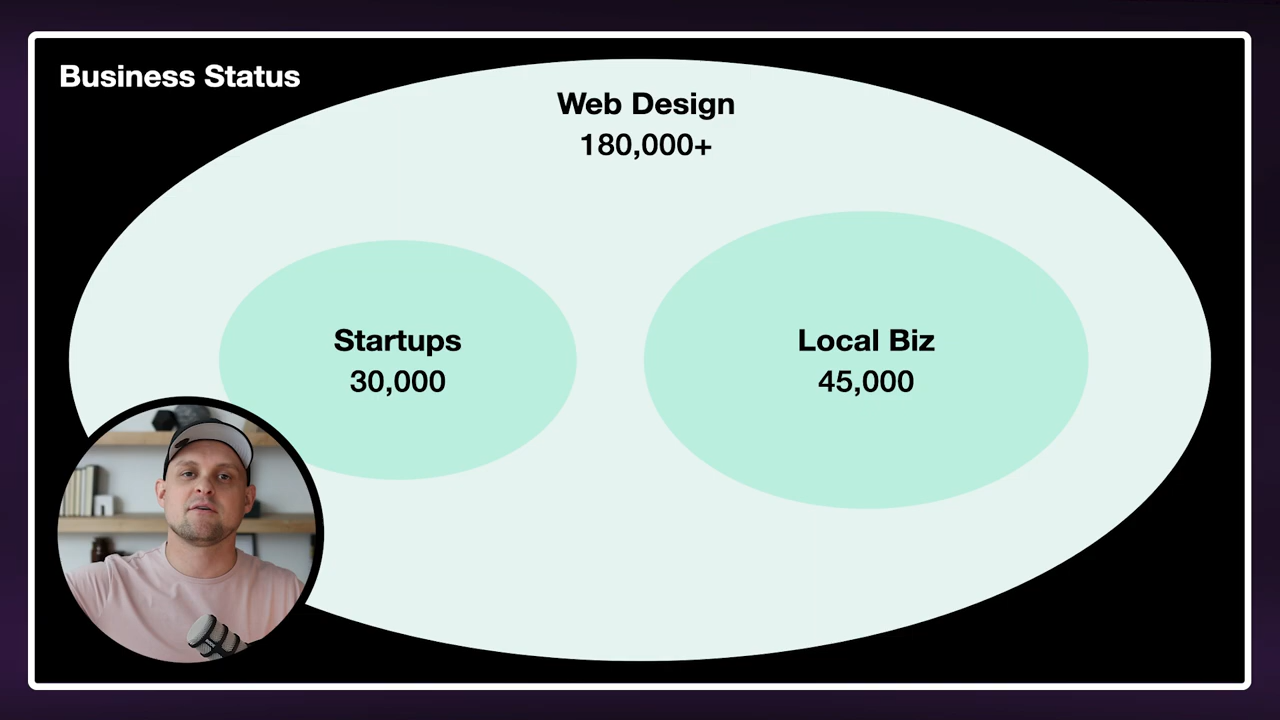 Business Status
Web Design
180,000+
Startups
30,000
Local Biz
45,000